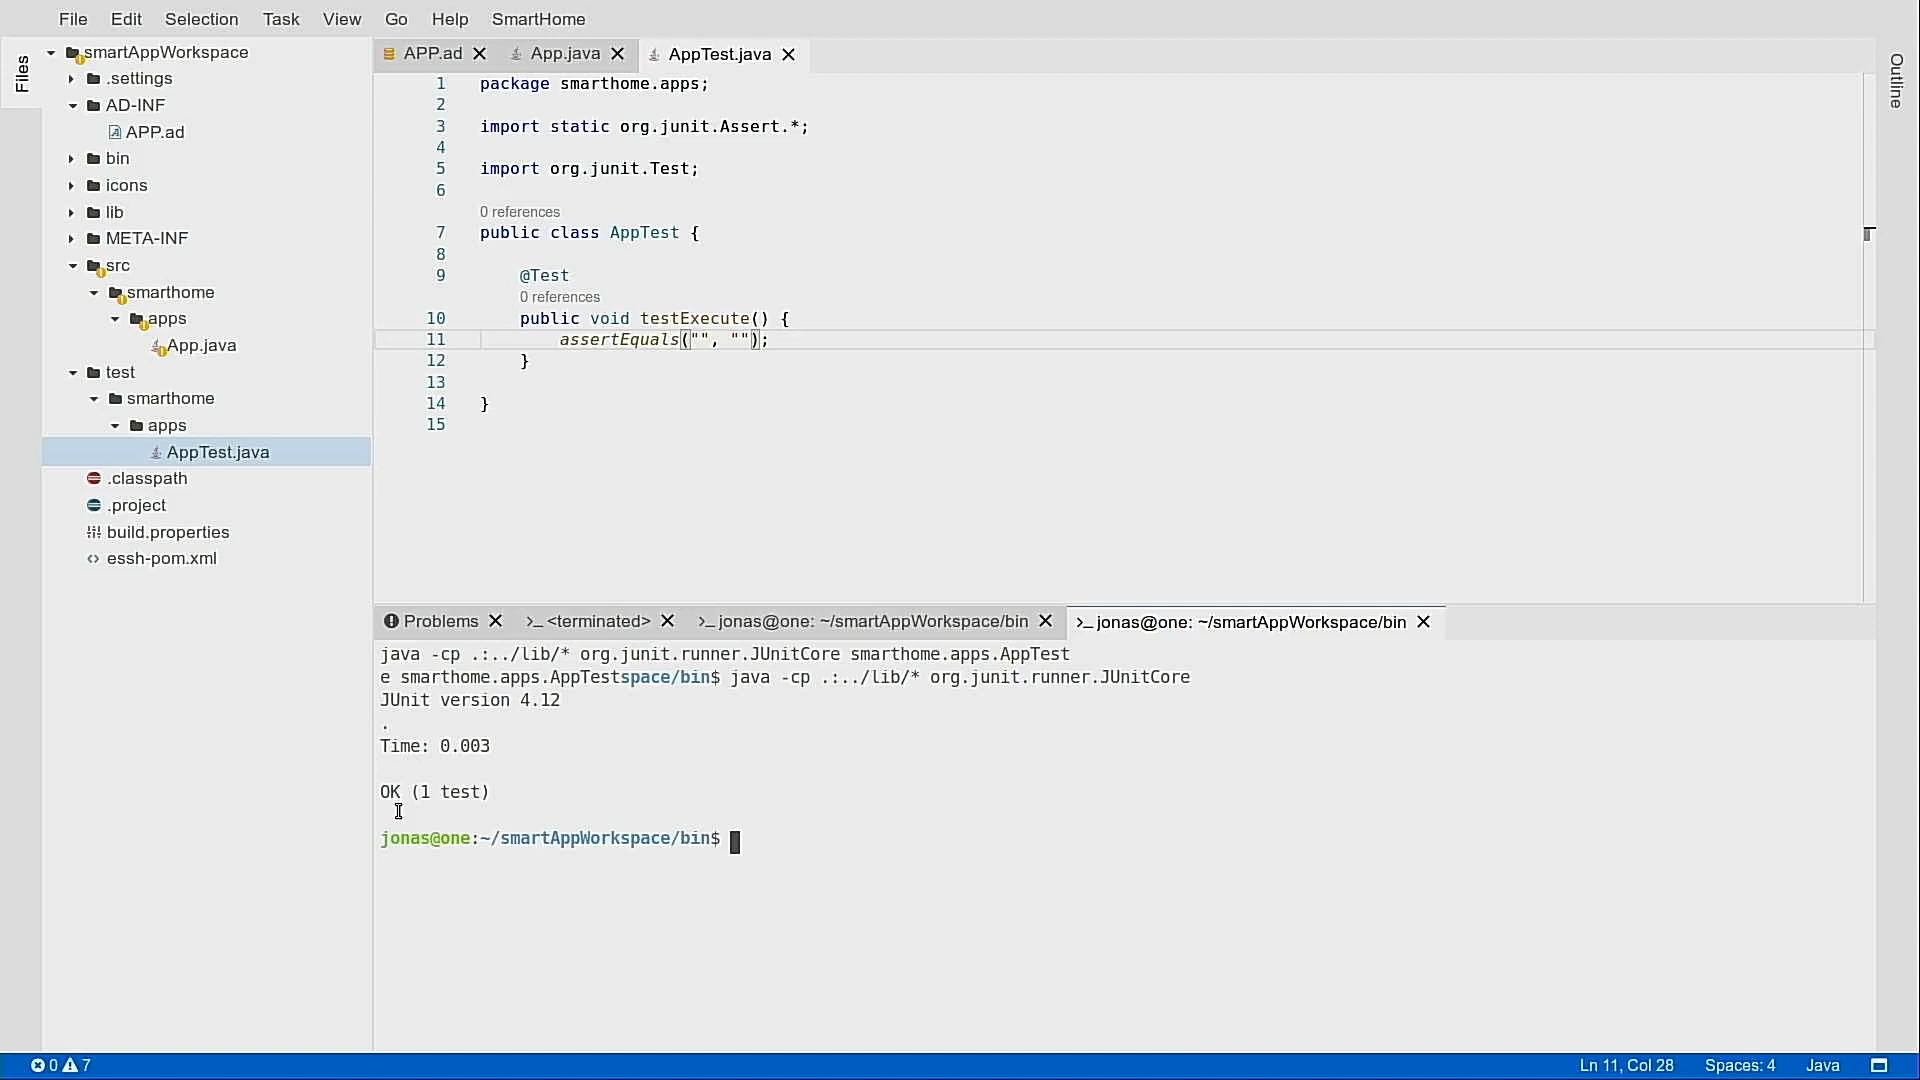 File Edit Selection Task View Go Help SmartHome
Files
smartAppWorkspace
.settings
AD-INF
APP.ad
bin
icons
lib
META-INF
src
smarthome
apps
App.java
test
smarthome
apps
AppTest.java
.classpath
.project
build.properties
essh-pom.xml
APP.ad App.java AppTest.java
Outline
1 package smarthome.apps;
2
3 import static org.junit.Assert.*;
4
5 import org.junit.Test;
6
0 references
7 public class AppTest {
8
9 @Test
0 references
10 public void testExecute() {
11 assertEquals("", "");
12 }
13
14 }
15
Problems >_ <terminated> >_ jonas@one: ~/smartAppWorkspace/bin >_ jonas@one: ~/smartAppWorkspace/bin
java -cp .:../lib/* org.junit.runner.JUnitCore smarthome.apps.AppTest
e smarthome.apps.AppTestspace/bin$ java -cp .:../lib/* org.junit.runner.JUnitCore
JUnit version 4.12
.
Time: 0.003
OK (1 test)
jonas@one:~/smartAppWorkspace/bin$
0 7 Ln 11, Col 28 Spaces: 4 Java